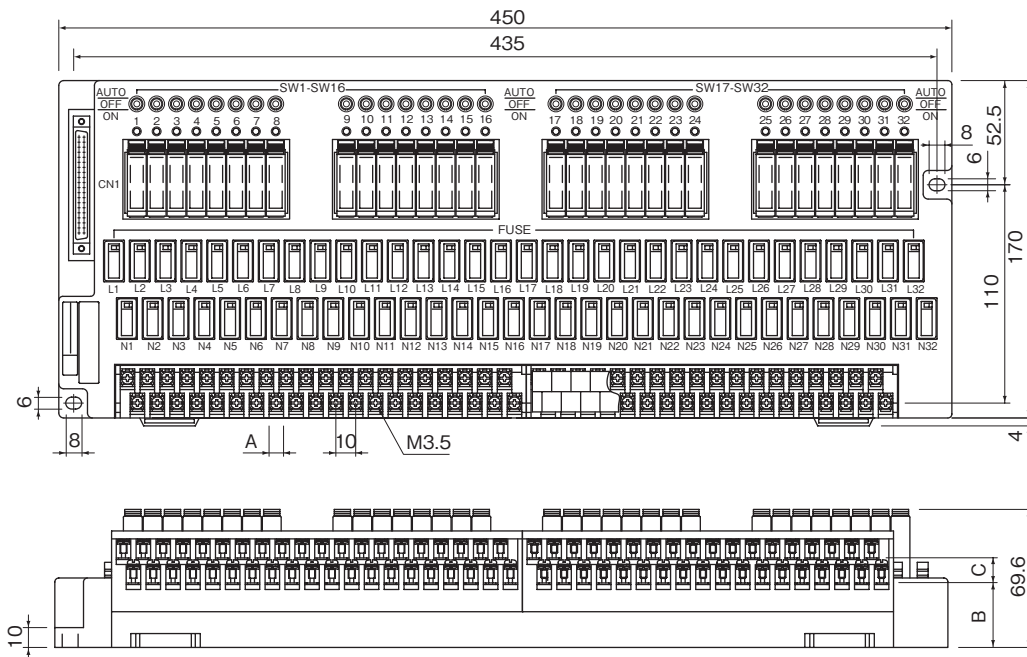 450
435
SW1-SW16
SW17-SW32
AUTO
OFF
ON
AUTO
OFF
ON
AUTO
OFF
ON
1 2 3 4 5 6 7 8 9 10 11 12 13 14 15 16 17 18 19 20 21 22 23 24 25 26 27 28 29 30 31 32
CN1
FUSE
L1 L2 L3 L4 L5 L6 L7 L8 L9 L10 L11 L12 L13 L14 L15 L16 L17 L18 L19 L20 L21 L22 L23 L24 L25 L26 L27 L28 L29 L30 L31 L32
N1 N2 N3 N4 N5 N6 N7 N8 N9 N10 N11 N12 N13 N14 N15 N16 N17 N18 N19 N20 N21 N22 N23 N24 N25 N26 N27 N28 N29 N30 N31 N32
8
52.5
6
170
110
6
8
A
10
M3.5
4
C
69.6
B
10